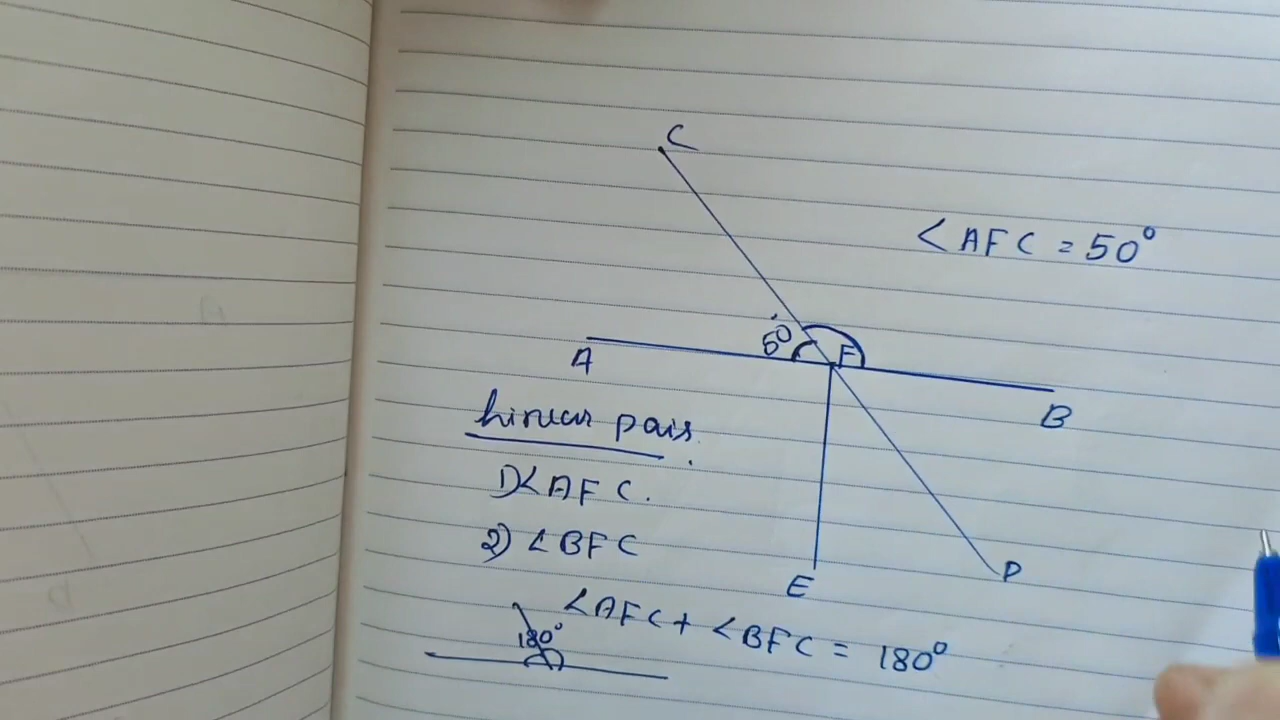 C
<AFC = 50°
50
F
A
B
Linear pair.
1) <AFC.
2) <BFC
E
D
<AFC + <BFC = 180°
180°